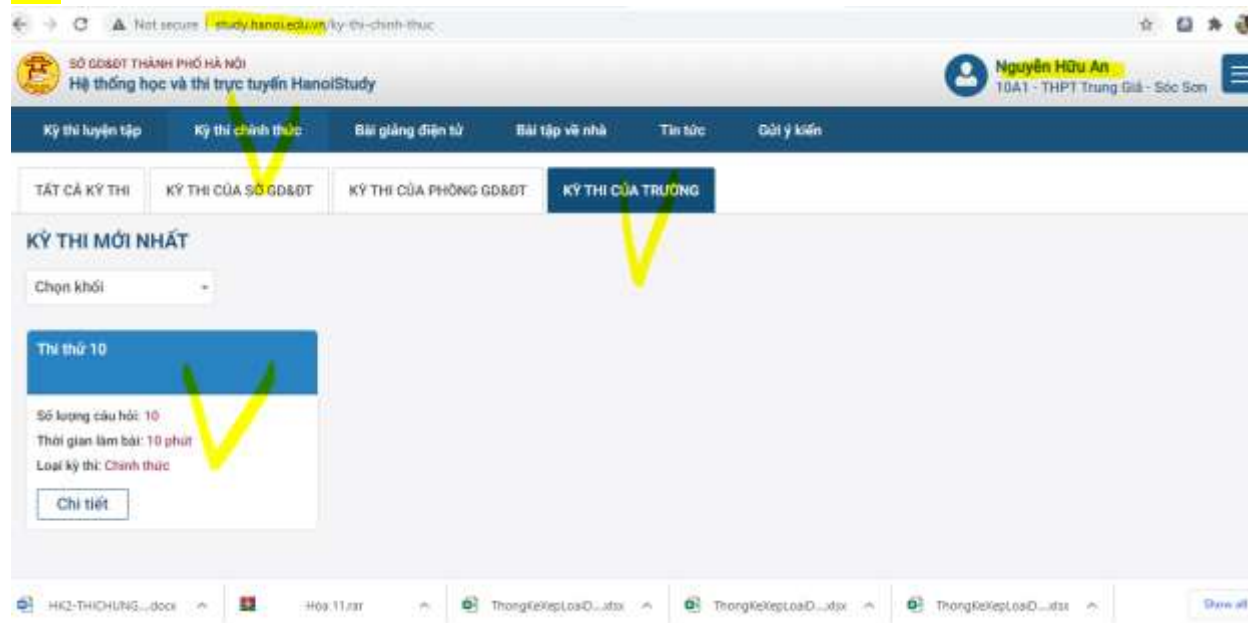 Not secure | study.hanoi.edu.vn/ky-thi-chinh-thuc
SỞ GD&ĐT THÀNH PHỐ HÀ NỘI
Hệ thống học và thi trực tuyến HanoiStudy
Nguyễn Hữu An
10A1 - THPT Trung Giã - Sóc Sơn
Kỳ thi luyện tập Kỳ thi chính thức Bài giảng điện tử Bài tập về nhà Tin tức Gửi ý kiến
TẤT CẢ KỲ THI KỲ THI CỦA SỞ GD&ĐT KỲ THI CỦA PHÒNG GD&ĐT KỲ THI CỦA TRƯỜNG
KỲ THI MỚI NHẤT
Chọn khối
Thi thử 10
Số lượng câu hỏi: 10
Thời gian làm bài: 10 phút
Loại kỳ thi: Chính thức
Chi tiết
HK2-THICHUNG....docx Hoa 11.rar ThongKeXepLoaiD....xlsx ThongKeXepLoaiD....xlsx ThongKeXepLoaiD....xlsx Show all